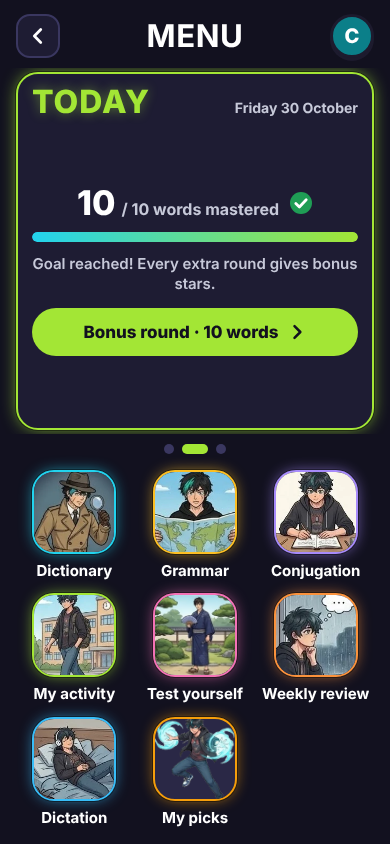 MENU
C
TODAY
Friday 30 October
10 / 10 words mastered
Goal reached! Every extra round gives bonus
stars.
Bonus round · 10 words
Dictionary
Grammar
Conjugation
My activity
Test yourself
...
Weekly review
Dictation
My picks